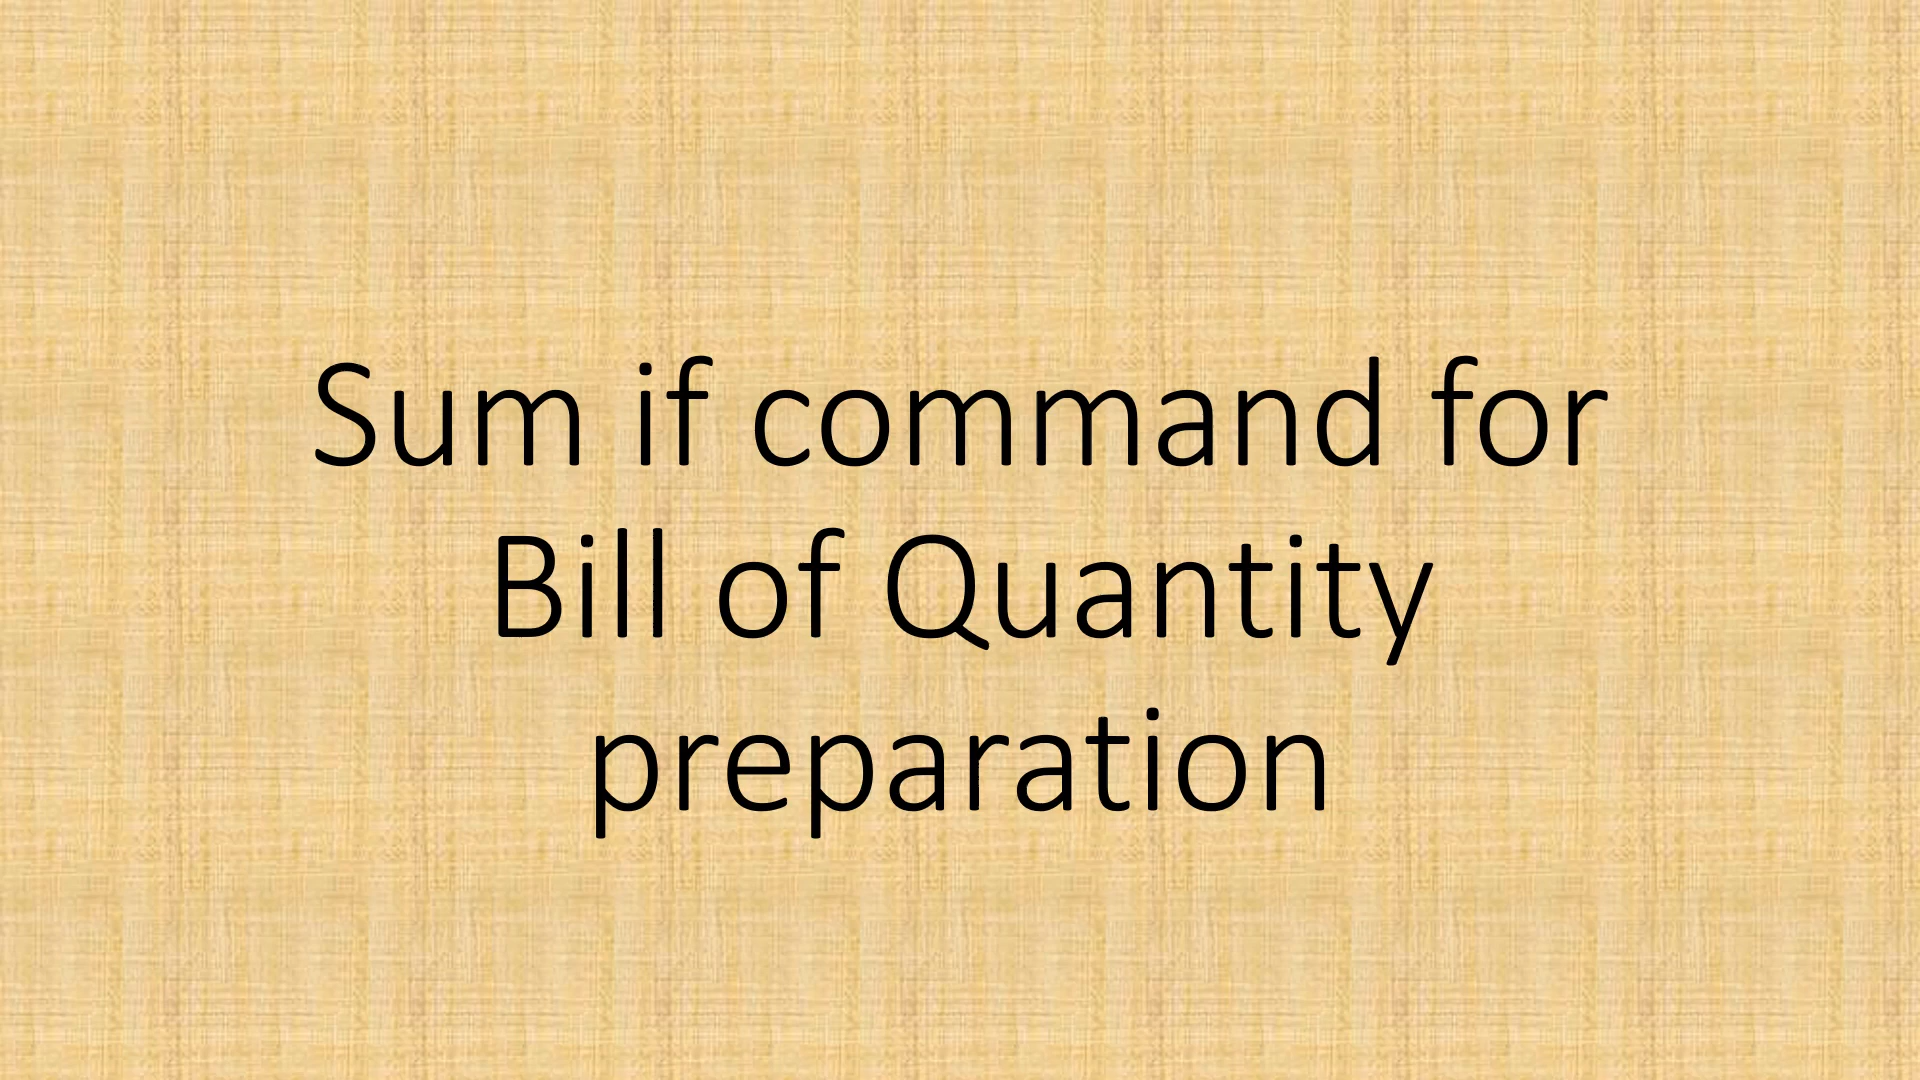 Sum if command for
Bill of Quantity
preparation